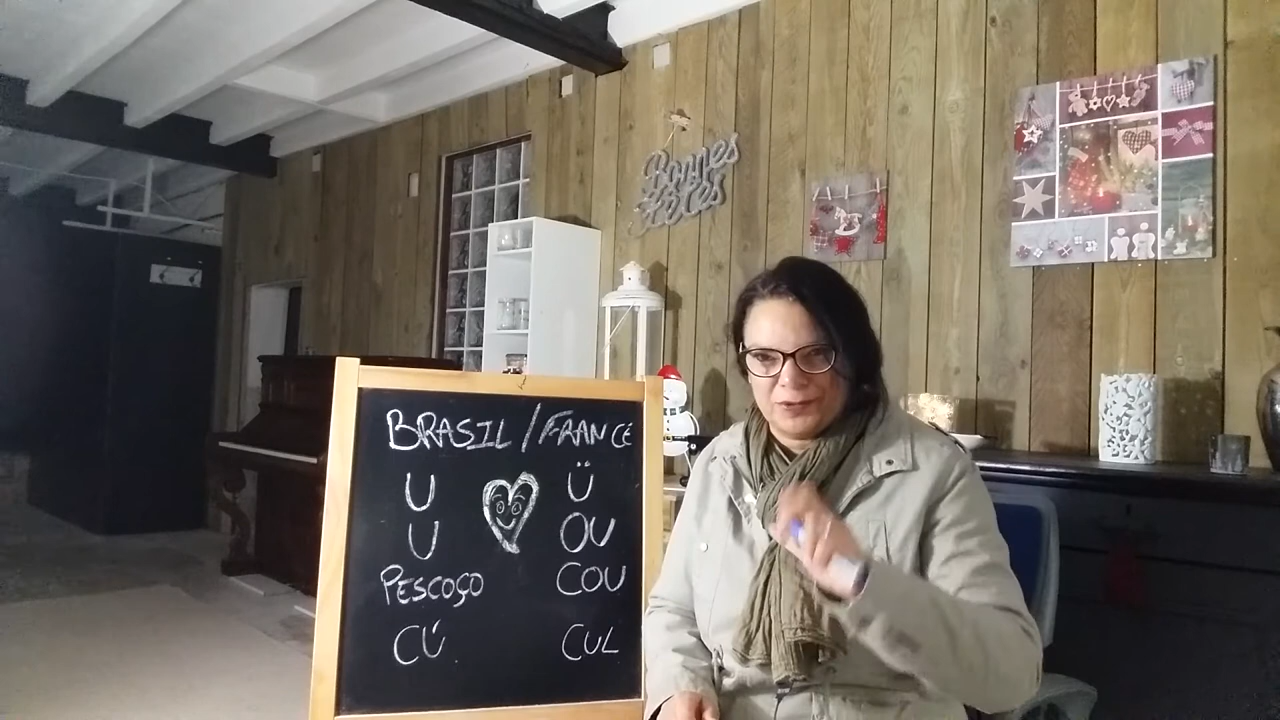 Bonnes
Fêtes
BRASIL / FRANCE
U Ü
U OU
PESCOÇO COU
CÚ CUL